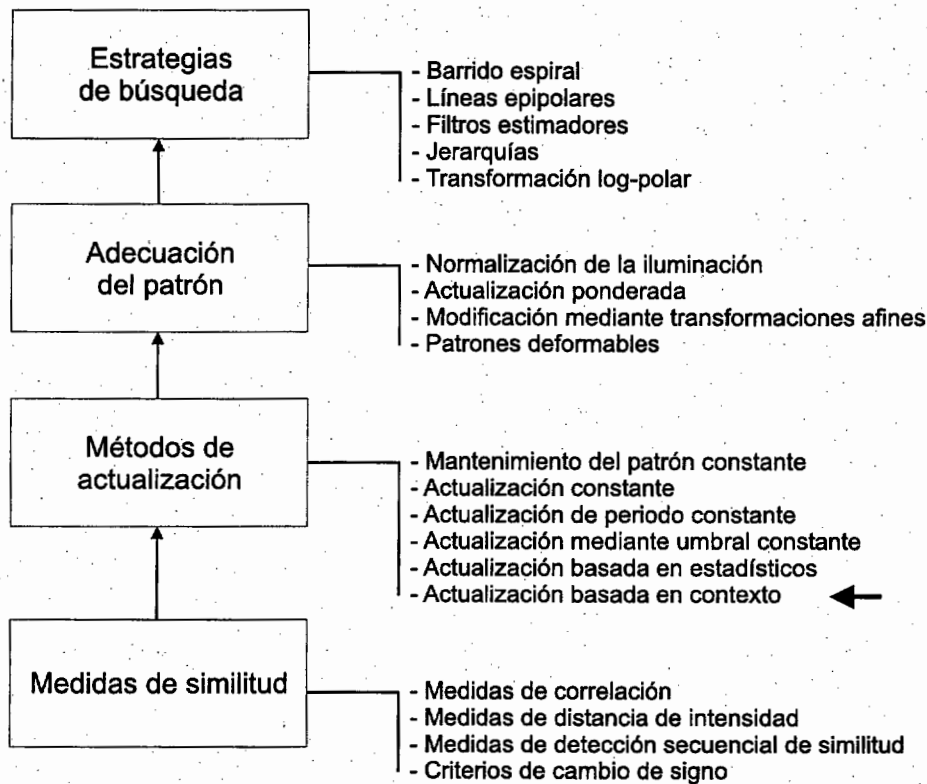 Estrategias
de búsqueda
- Barrido espiral
- Líneas epipolares
- Filtros estimadores
- Jerarquías
- Transformación log-polar
Adecuación
del patrón
- Normalización de la iluminación
- Actualización ponderada
- Modificación mediante transformaciones afines
- Patrones deformables
Métodos de
actualización
- Mantenimiento del patrón constante
- Actualización constante
- Actualización de periodo constante
- Actualización mediante umbral constante
- Actualización basada en estadísticos
- Actualización basada en contexto
Medidas de similitud
- Medidas de correlación
- Medidas de distancia de intensidad
- Medidas de detección secuencial de similitud
- Criterios de cambio de signo